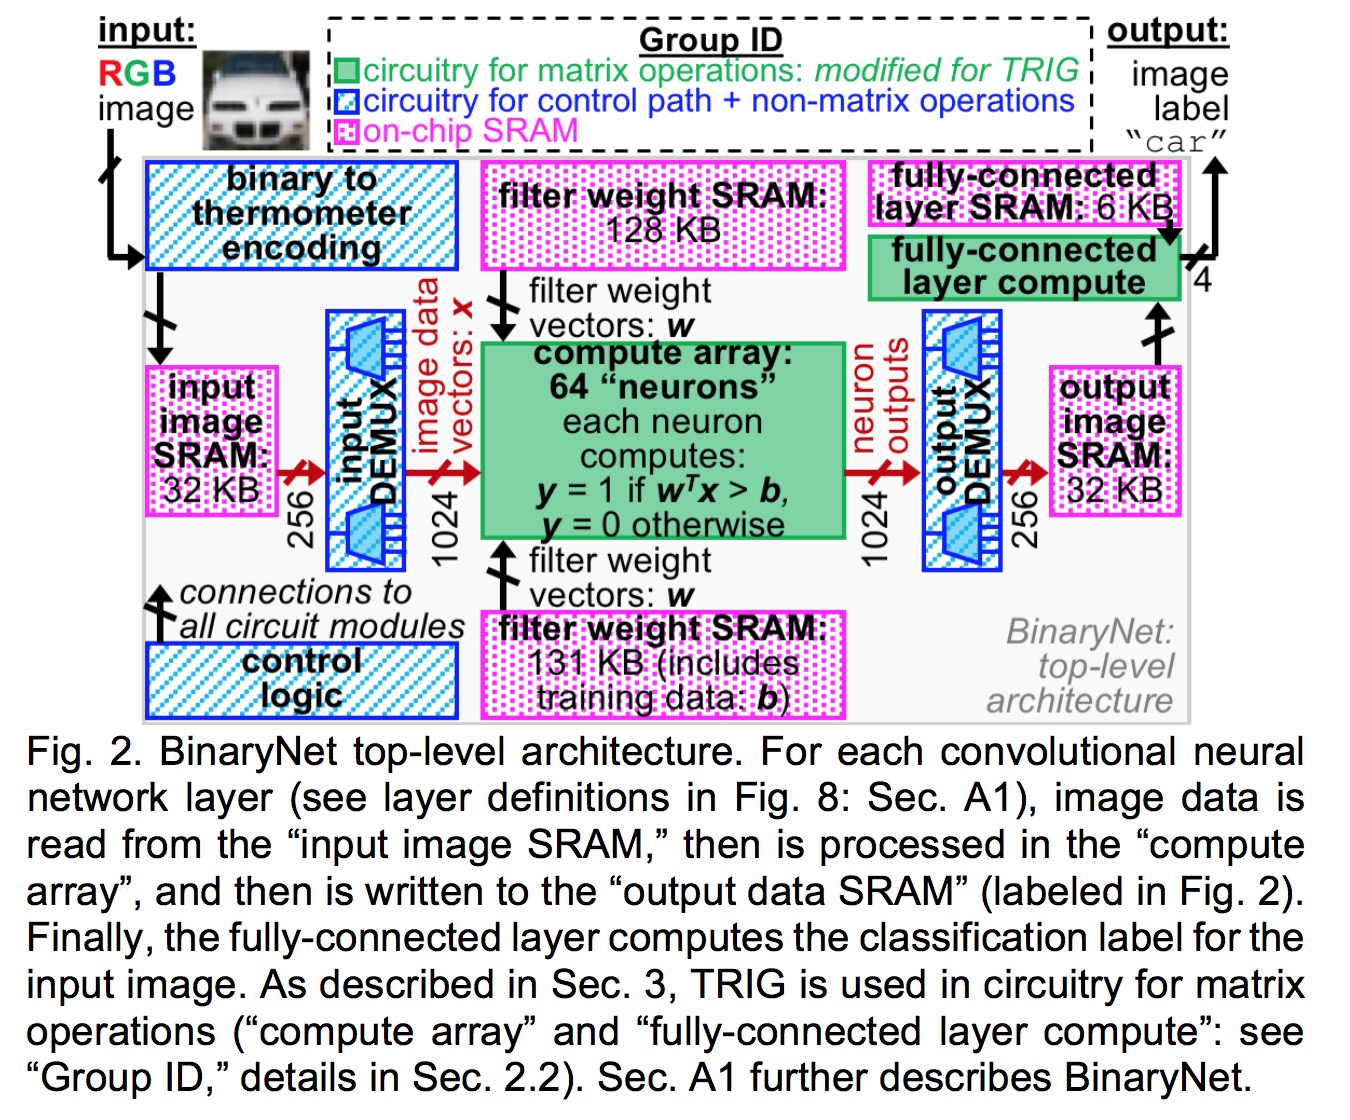 input:
RGB
image
Group ID
circuitry for matrix operations: modified for TRIG
circuitry for control path + non-matrix operations
on-chip SRAM
output:
image
label
“car”
binary to
thermometer
encoding
filter weight SRAM:
128 KB
fully-connected
layer SRAM: 6 KB
fully-connected
layer compute
4
filter weight
vectors: w
image data
vectors: x
input
image
SRAM:
32 KB
256
input
DEMUX
1024
compute array:
64 “neurons”
each neuron
computes:
y = 1 if wᵀx > b,
y = 0 otherwise
neuron
outputs
1024
output
DEMUX
256
output
image
SRAM:
32 KB
connections to
all circuit modules
control
logic
filter weight
vectors: w
filter weight SRAM:
131 KB (includes
training data: b)
BinaryNet:
top-level
architecture
Fig. 2. BinaryNet top-level architecture. For each convolutional neural
network layer (see layer definitions in Fig. 8: Sec. A1), image data is
read from the “input image SRAM,” then is processed in the “compute
array”, and then is written to the “output data SRAM” (labeled in Fig. 2).
Finally, the fully-connected layer computes the classification label for the
input image. As described in Sec. 3, TRIG is used in circuitry for matrix
operations (“compute array” and “fully-connected layer compute”: see
“Group ID,” details in Sec. 2.2). Sec. A1 further describes BinaryNet.